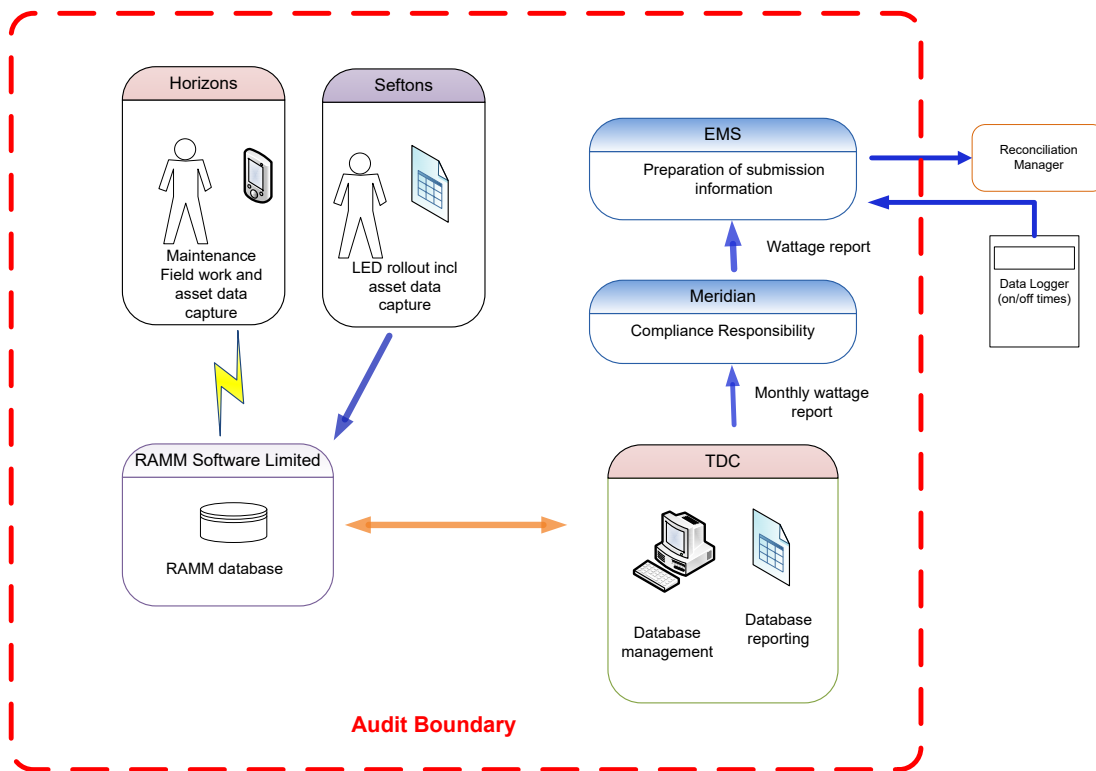 Horizons
Maintenance
Field work and
asset data
capture
Seftons
LED rollout incl
asset data
capture
EMS
Preparation of submission
information
Reconciliation
Manager
Wattage report
Data Logger
(on/off times)
Meridian
Compliance Responsibility
Monthly wattage
report
RAMM Software Limited
RAMM database
TDC
Database
management
Database
reporting
Audit Boundary